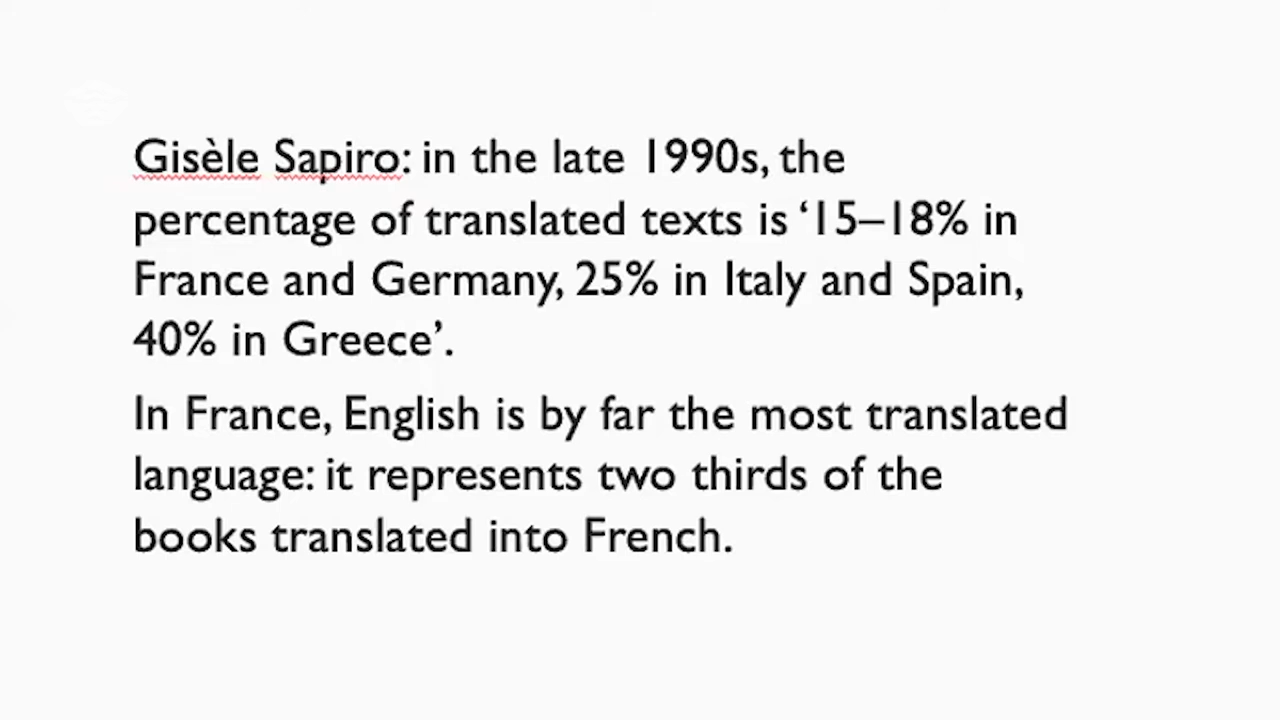 Gisèle Sapiro: in the late 1990s, the
percentage of translated texts is ‘15–18% in
France and Germany, 25% in Italy and Spain,
40% in Greece’.
In France, English is by far the most translated
language: it represents two thirds of the
books translated into French.